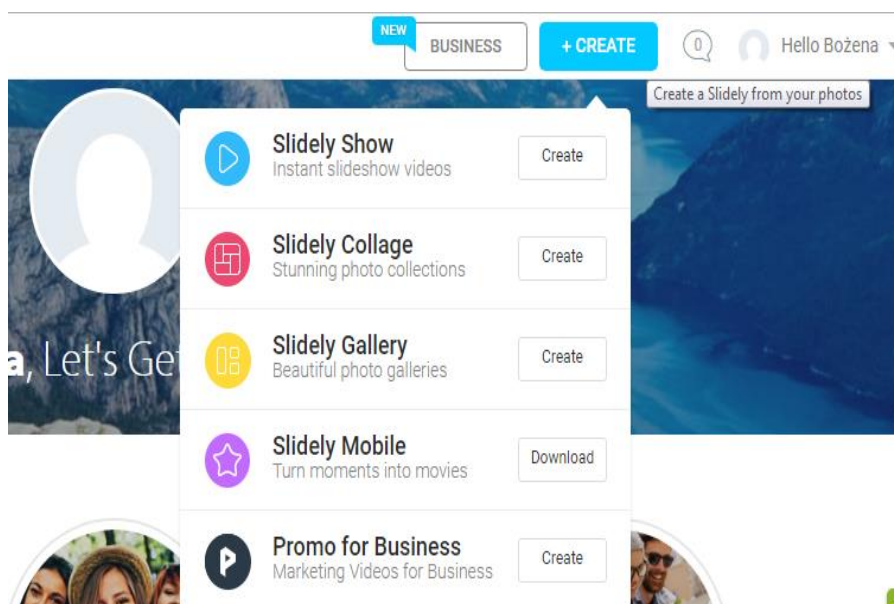 NEW
BUSINESS
+ CREATE
0
Hello Bożena
Create a Slidely from your photos
Slidely Show
Instant slideshow videos
Create
Slidely Collage
Stunning photo collections
Create
a, Let's Get
Slidely Gallery
Beautiful photo galleries
Create
Slidely Mobile
Turn moments into movies
Download
Promo for Business
Marketing Videos for Business
Create